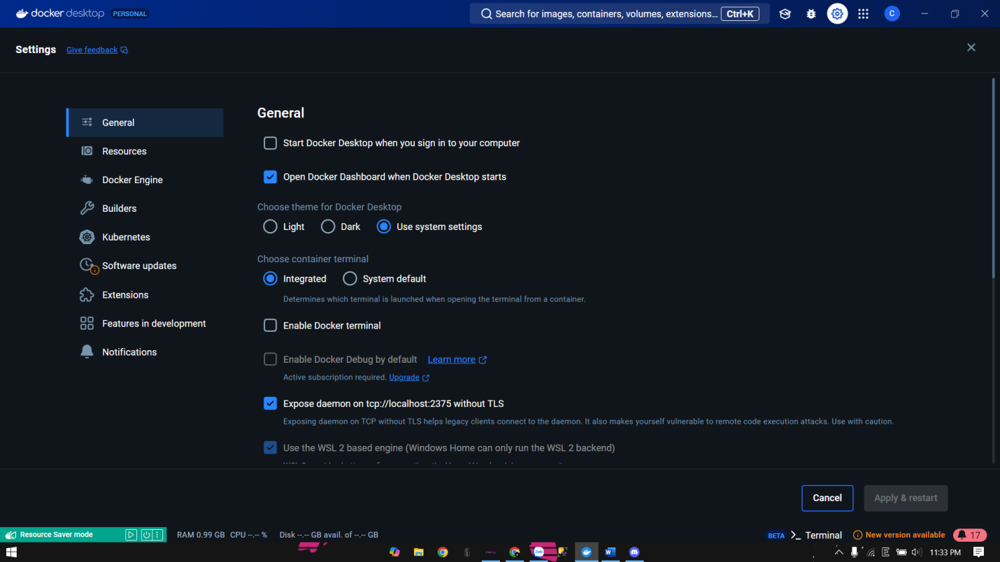 docker desktop PERSONAL
Search for images, containers, volumes, extensions... Ctrl+K
C
Settings Give feedback
General
Resources
Docker Engine
Builders
Kubernetes
Software updates
Extensions
Features in development
Notifications
General
Start Docker Desktop when you sign in to your computer
Open Docker Dashboard when Docker Desktop starts
Choose theme for Docker Desktop
Light Dark Use system settings
Choose container terminal
Integrated System default
Determines which terminal is launched when opening the terminal from a container.
Enable Docker terminal
Enable Docker Debug by default Learn more
Active subscription required. Upgrade
Expose daemon on tcp://localhost:2375 without TLS
Exposing daemon on TCP without TLS helps legacy clients connect to the daemon. It also makes yourself vulnerable to remote code execution attacks. Use with caution.
Use the WSL 2 based engine (Windows Home can only run the WSL 2 backend)
Cancel Apply & restart
Resource Saver mode RAM 0.99 GB CPU --.-- % Disk --.-- GB avail. of --.-- GB BETA Terminal New version available 17
Zalo
11:33 PM